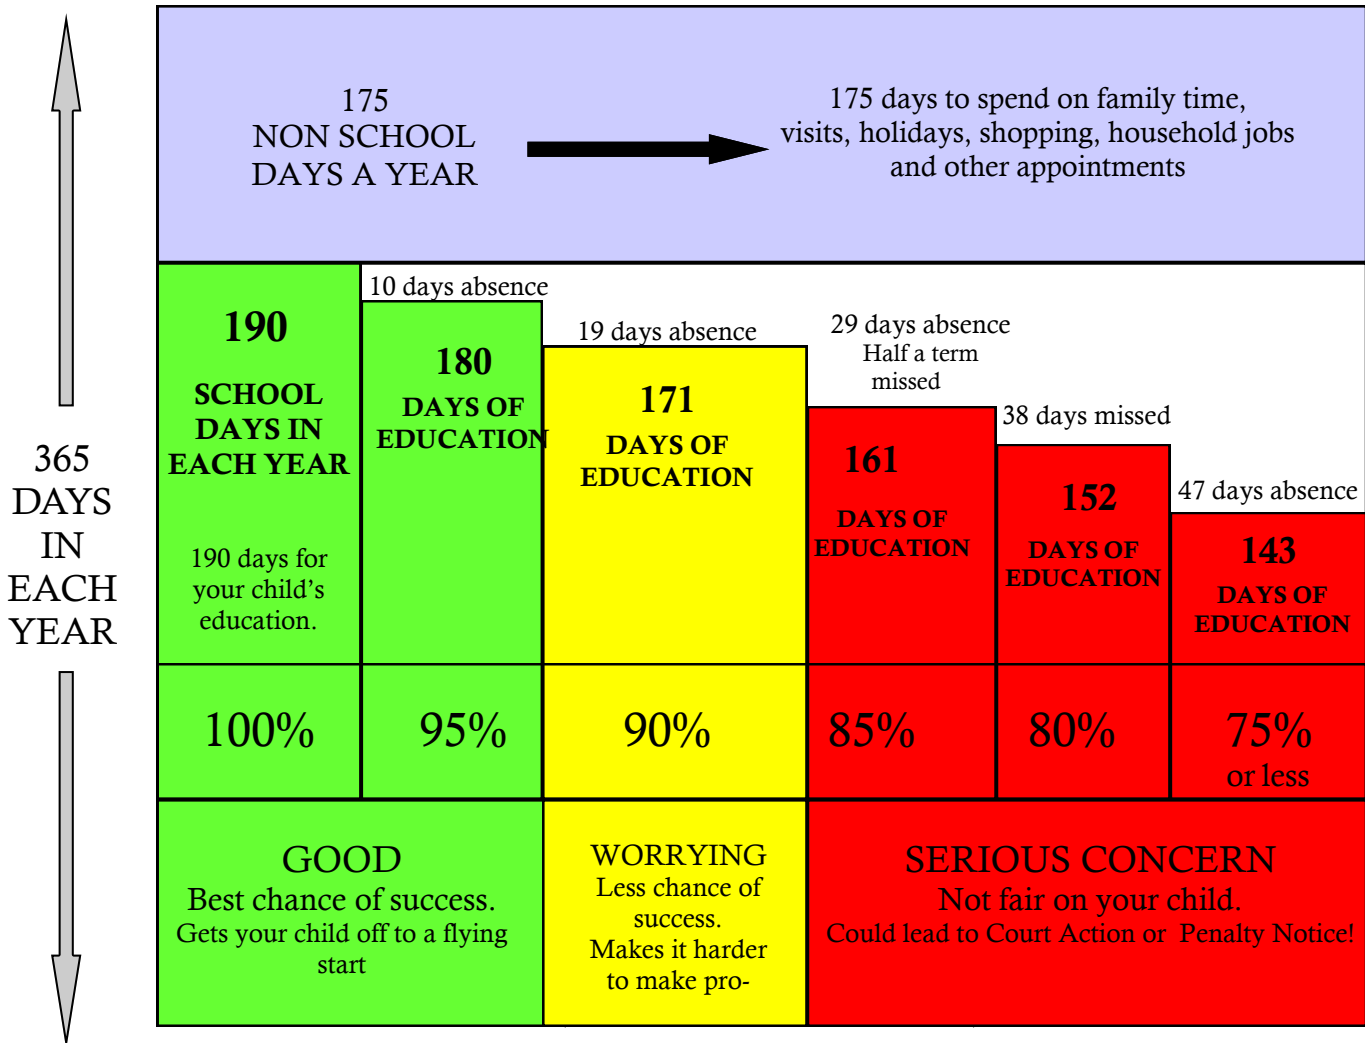 365
DAYS
IN
EACH
YEAR
175
NON SCHOOL
DAYS A YEAR
175 days to spend on family time,
visits, holidays, shopping, household jobs
and other appointments
190
SCHOOL
DAYS IN
EACH YEAR
190 days for
your child’s
education.
10 days absence
180
DAYS OF
EDUCATION
19 days absence
171
DAYS OF
EDUCATION
29 days absence
Half a term
missed
161
DAYS OF
EDUCATION
38 days missed
152
DAYS OF
EDUCATION
47 days absence
143
DAYS OF
EDUCATION
100%
95%
90%
85%
80%
75%
or less
GOOD
Best chance of success.
Gets your child off to a flying
start
WORRYING
Less chance of
success.
Makes it harder
to make pro-
SERIOUS CONCERN
Not fair on your child.
Could lead to Court Action or Penalty Notice!